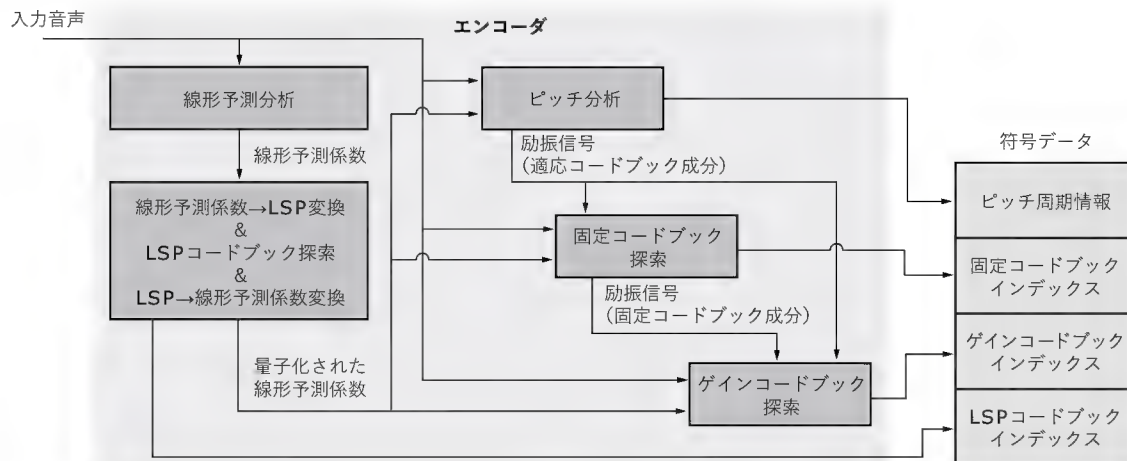 入力音声
エンコーダ
線形予測分析
線形予測係数
線形予測係数→LSP変換
&
LSPコードブック探索
&
LSP→線形予測係数変換
量子化された
線形予測係数
ピッチ分析
励振信号
(適応コードブック成分)
固定コードブック
探索
励振信号
(固定コードブック成分)
ゲインコードブック
探索
符号データ
ピッチ周期情報
固定コードブック
インデックス
ゲインコードブック
インデックス
LSPコードブック
インデックス